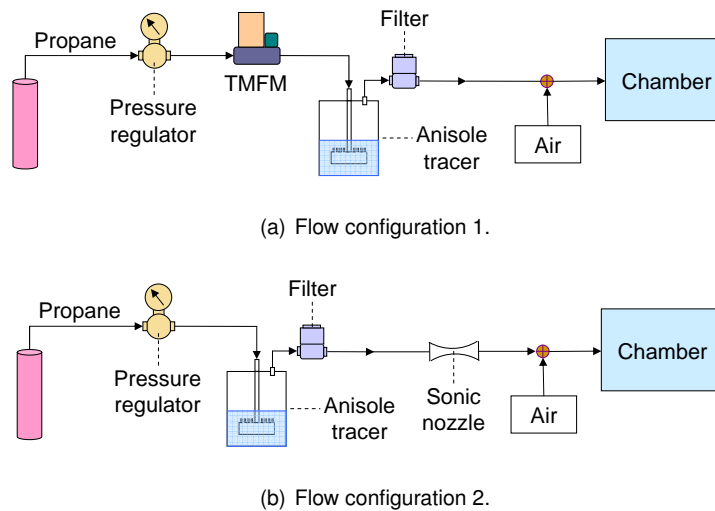 Propane
Pressure
regulator
TMFM
Filter
Anisole
tracer
Air
Chamber
(a) Flow configuration 1.
Propane
Pressure
regulator
Filter
Anisole
tracer
Sonic
nozzle
Air
Chamber
(b) Flow configuration 2.